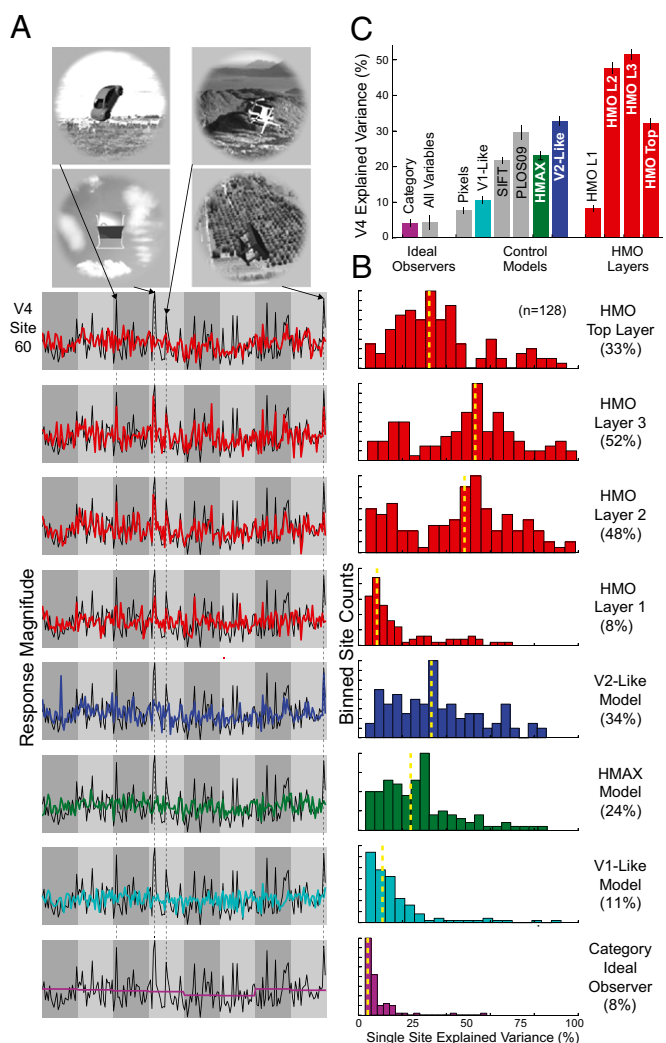 A
V4
Site
60
Response Magnifude
C
V4 Explained Variance (%)
50
40
30
20
10
0
Category
All Variables
Pixels
V1-Like
SIFT
PLOS09
HMAX
V2-Like
HMO L1
HMO L2
HMO L3
HMO Top
Ideal
Observers
Control
Models
HMO
Layers
B
Binned Site Counts
(n=128)
HMO
Top Layer
(33%)
HMO
Layer 3
(52%)
HMO
Layer 2
(48%)
HMO
Layer 1
(8%)
V2-Like
Model
(34%)
HMAX
Model
(24%)
V1-Like
Model
(11%)
Category
Ideal
Observer
(8%)
0 25 50 75 100
Single Site Explained Variance (%)